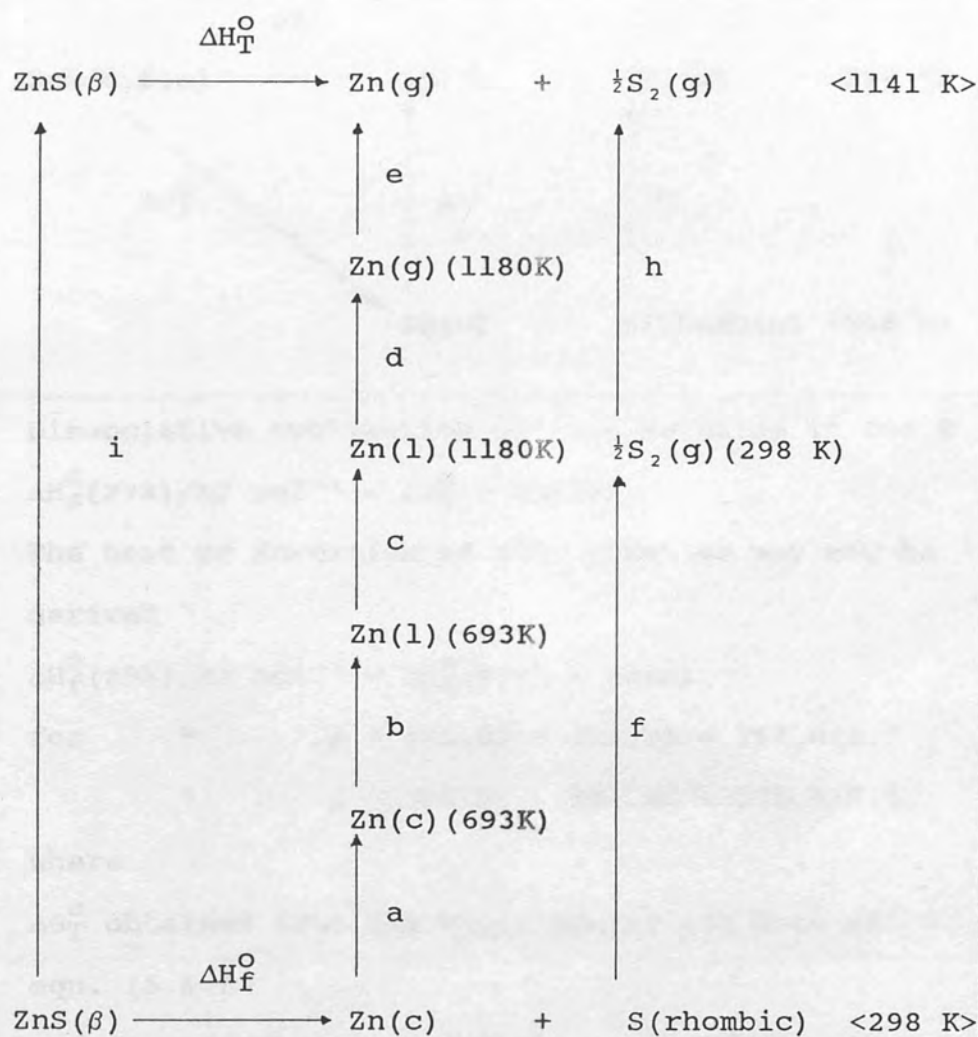 ΔH°T
ZnS(β) Zn(g) + ½S₂(g) <1141 K>
e
Zn(g)(1180K) h
d
i Zn(l)(1180K) ½S₂(g)(298 K)
c
Zn(l)(693K)
b f
Zn(c)(693K)
a
ΔH°f
ZnS(β) Zn(c) + S(rhombic) <298 K>